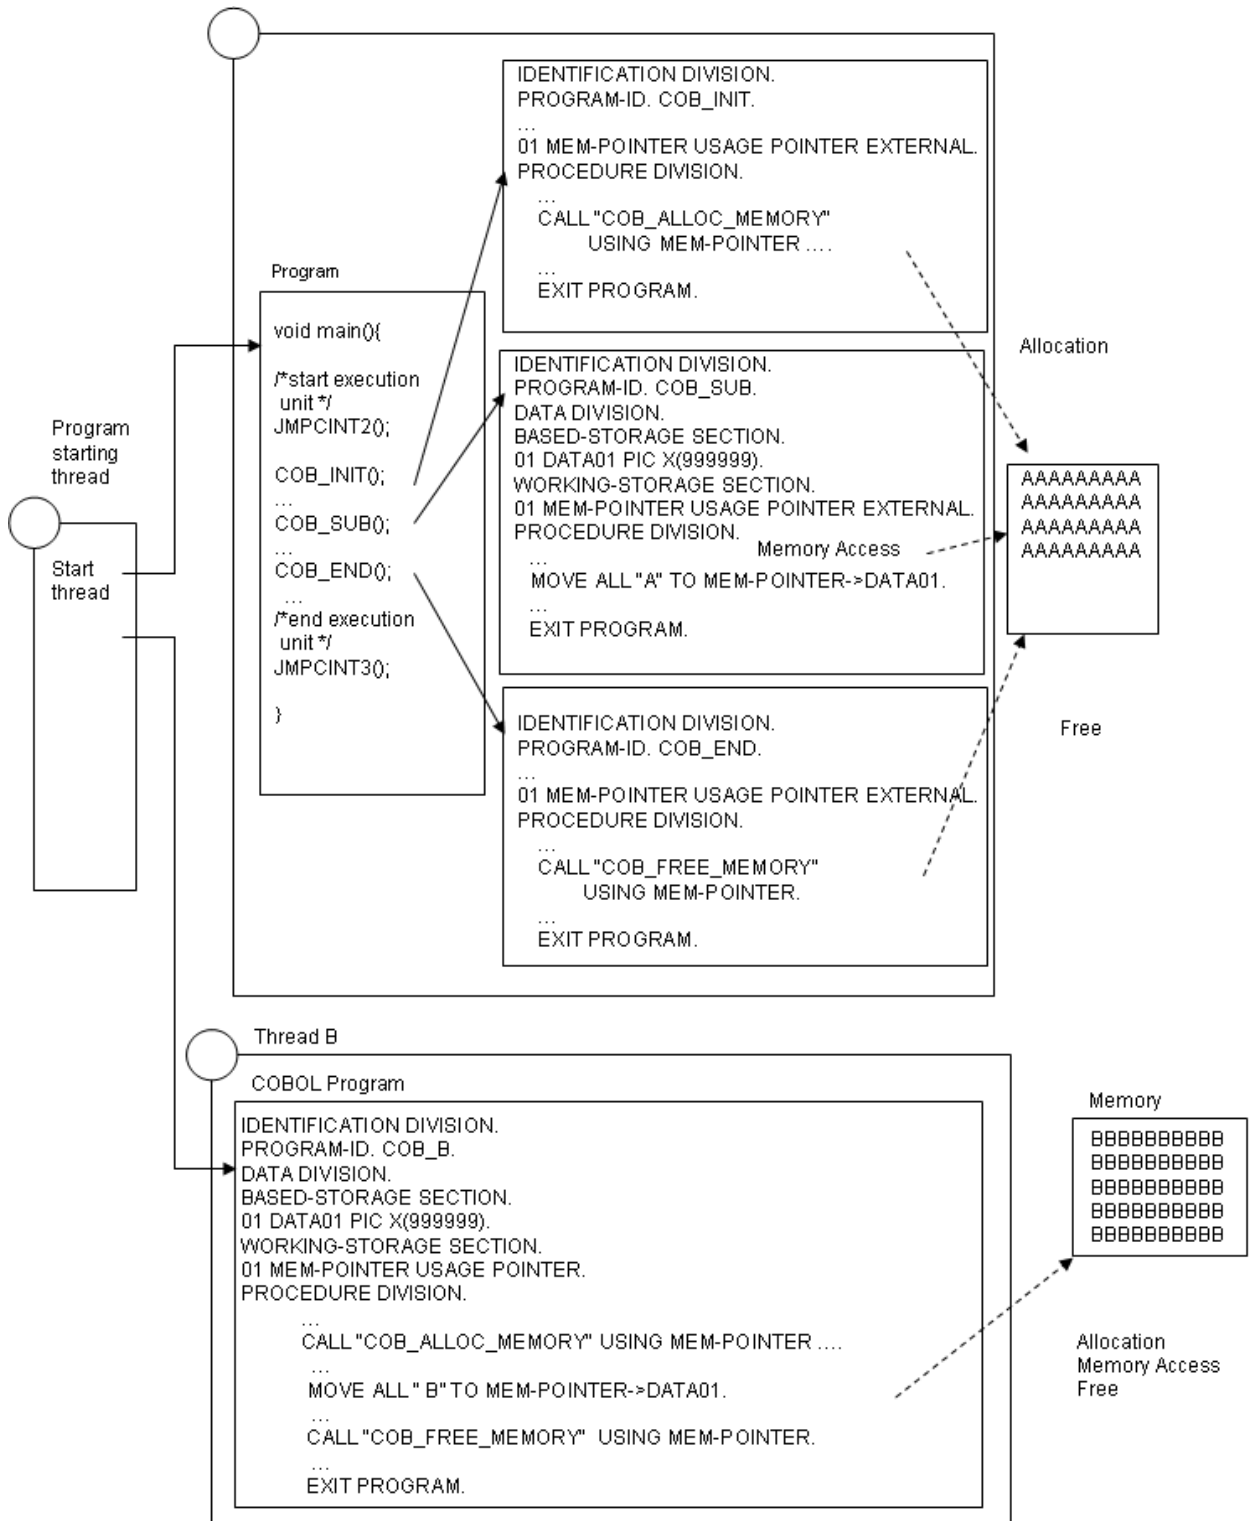 IDENTIFICATION DIVISION.
PROGRAM-ID. COB_INIT.
...
01 MEM-POINTER USAGE POINTER EXTERNAL.
PROCEDURE DIVISION.
...
CALL "COB_ALLOC_MEMORY"
USING MEM-POINTER ....
...
EXIT PROGRAM.
Allocation
Program
void main(){
/*start execution
unit */
JMPCINT2();
COB_INIT();
...
COB_SUB();
...
COB_END();
...
/*end execution
unit */
JMPCINT3();
}
Program
starting
thread
Start
thread
IDENTIFICATION DIVISION.
PROGRAM-ID. COB_SUB.
DATA DIVISION.
BASED-STORAGE SECTION.
01 DATA01 PIC X(999999).
WORKING-STORAGE SECTION.
01 MEM-POINTER USAGE POINTER EXTERNAL.
PROCEDURE DIVISION.
Memory Access
...
MOVE ALL "A" TO MEM-POINTER->DATA01.
...
EXIT PROGRAM.
AAAAAAAAA
AAAAAAAAA
AAAAAAAAA
AAAAAAAAA
Free
IDENTIFICATION DIVISION.
PROGRAM-ID. COB_END.
...
01 MEM-POINTER USAGE POINTER EXTERNAL.
PROCEDURE DIVISION.
...
CALL "COB_FREE_MEMORY"
USING MEM-POINTER.
...
EXIT PROGRAM.
Thread B
COBOL Program
IDENTIFICATION DIVISION.
PROGRAM-ID. COB_B.
DATA DIVISION.
BASED-STORAGE SECTION.
01 DATA01 PIC X(999999).
WORKING-STORAGE SECTION.
01 MEM-POINTER USAGE POINTER.
PROCEDURE DIVISION.
...
CALL "COB_ALLOC_MEMORY" USING MEM-POINTER ....
...
MOVE ALL " B" TO MEM-POINTER->DATA01.
...
CALL "COB_FREE_MEMORY" USING MEM-POINTER.
...
EXIT PROGRAM.
Memory
BBBBBBBBBB
BBBBBBBBBB
BBBBBBBBBB
BBBBBBBBBB
BBBBBBBBBB
Allocation
Memory Access
Free